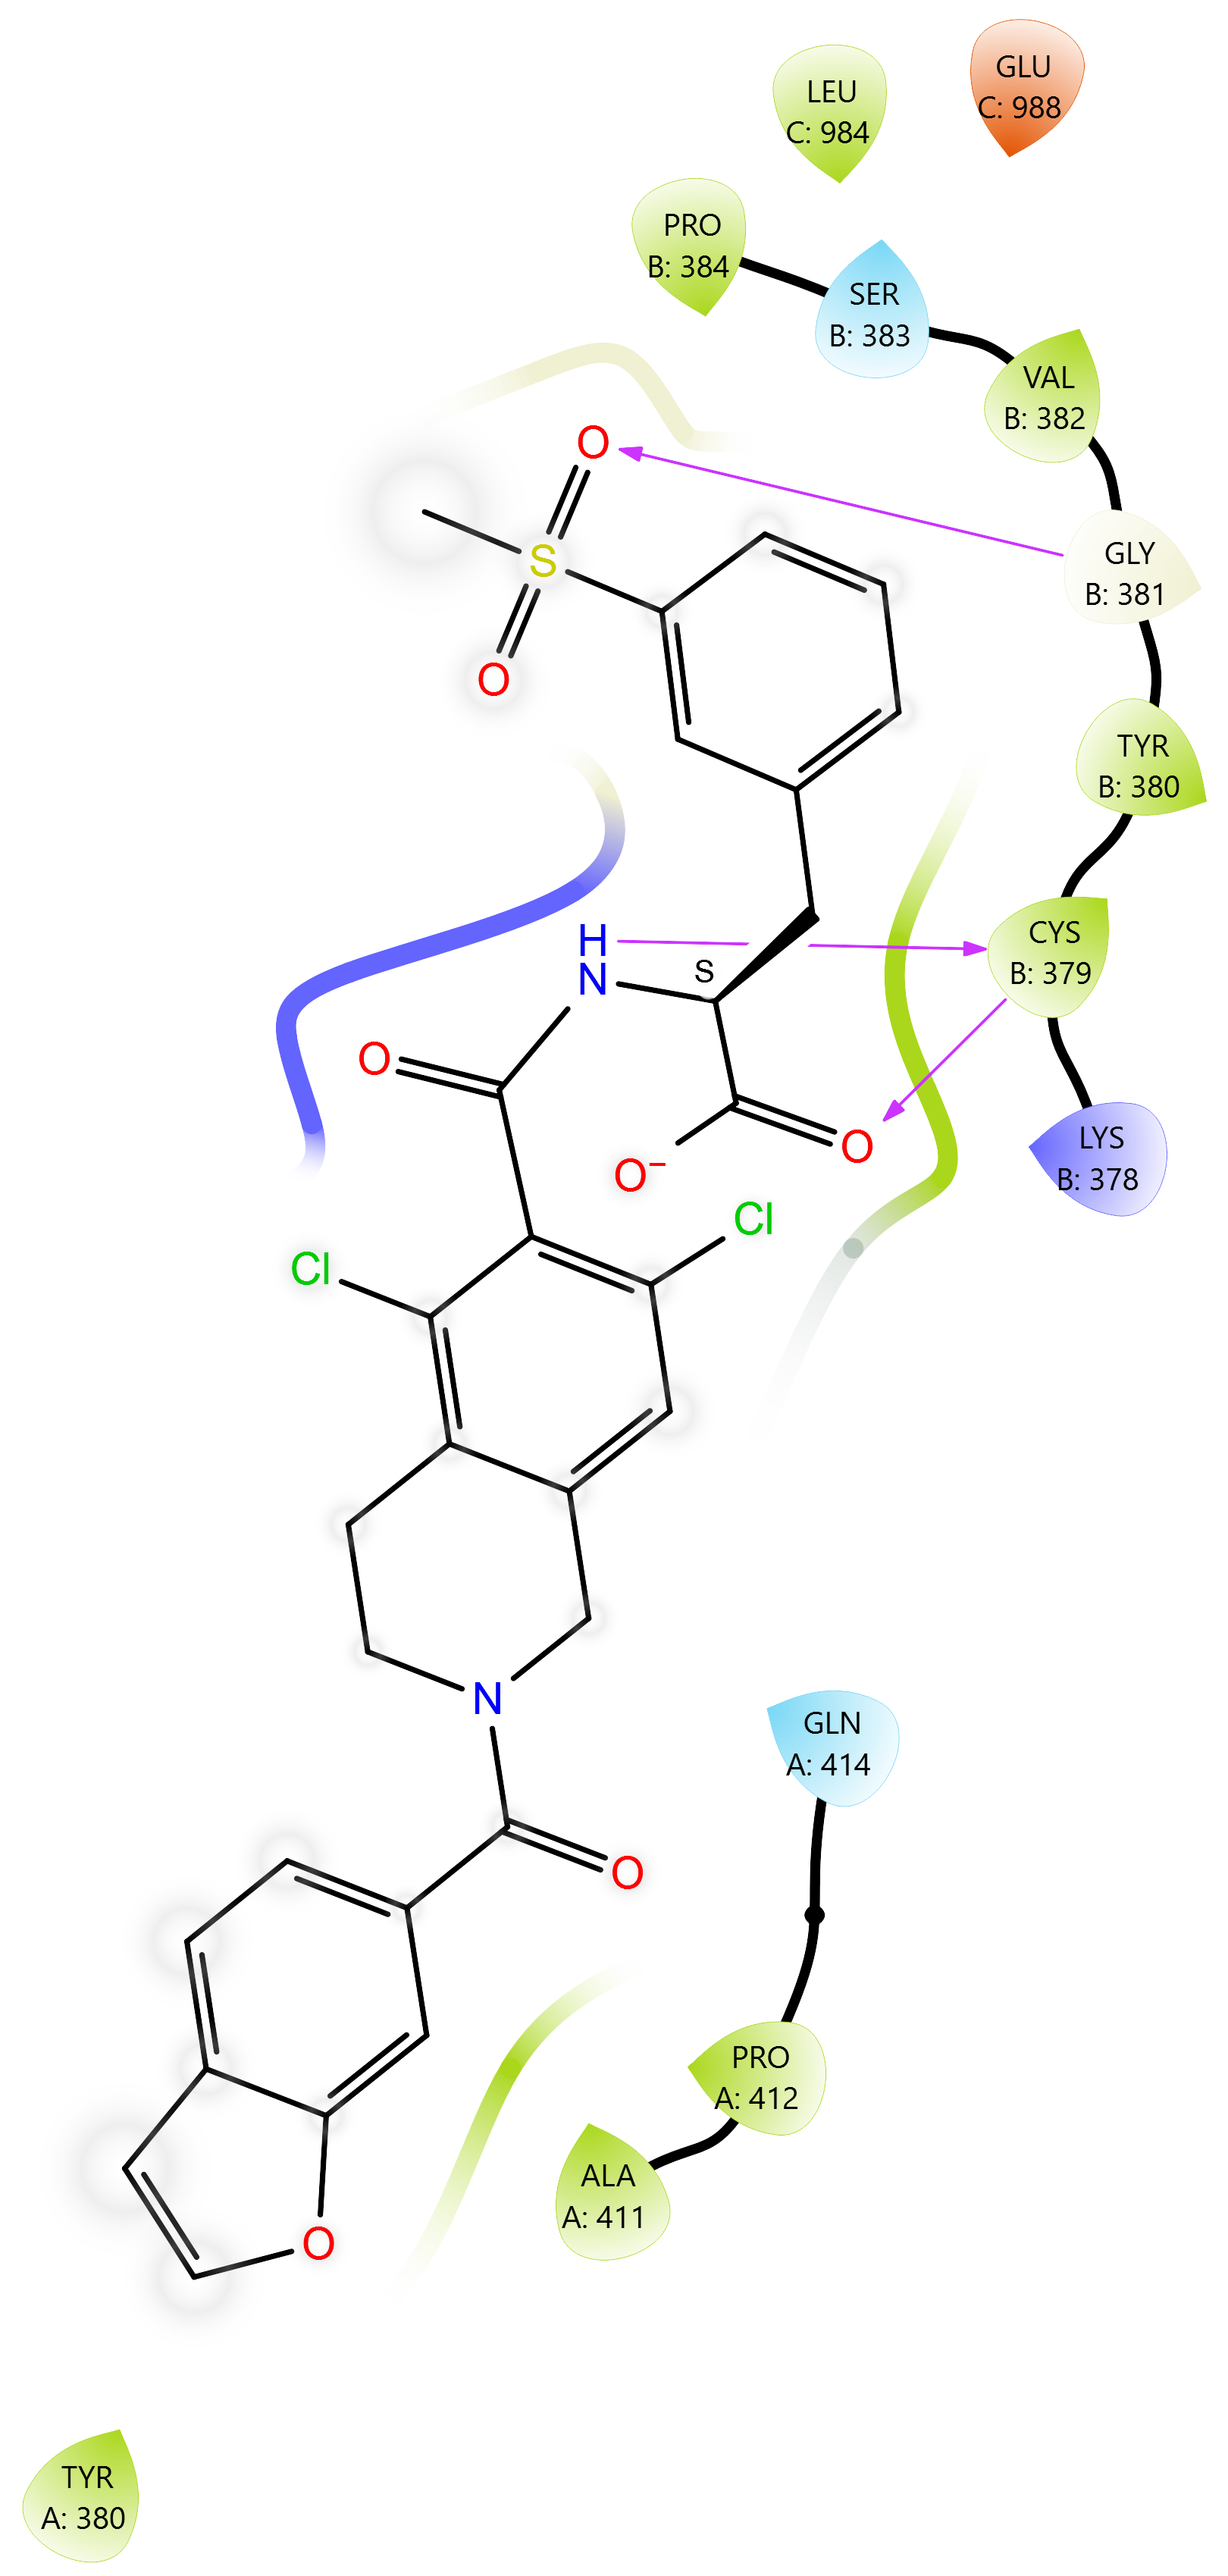 GLU
C: 988
LEU
C: 984
PRO
B: 384
SER
B: 383
VAL
B: 382
O
S
GLY
B: 381
O
TYR
B: 380
H
N
S
CYS
B: 379
O
O
O−
LYS
B: 378
Cl
Cl
N
GLN
A: 414
O
PRO
A: 412
ALA
A: 411
O
TYR
A: 380